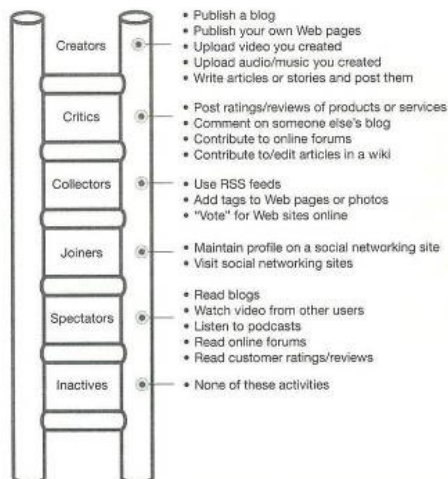 Creators
• Publish a blog
• Publish your own Web pages
• Upload video you created
• Upload audio/music you created
• Write articles or stories and post them
Critics
• Post ratings/reviews of products or services
• Comment on someone else's blog
• Contribute to online forums
• Contribute to/edit articles in a wiki
Collectors
• Use RSS feeds
• Add tags to Web pages or photos
• "Vote" for Web sites online
Joiners
• Maintain profile on a social networking site
• Visit social networking sites
Spectators
• Read blogs
• Watch video from other users
• Listen to podcasts
• Read online forums
• Read customer ratings/reviews
Inactives
• None of these activities